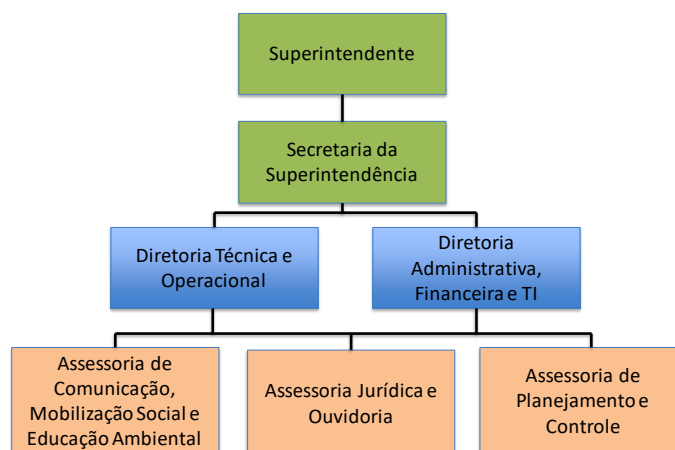 Superintendente
Secretaria da
Superintendência
Diretoria Técnica e
Operacional
Diretoria
Administrativa,
Financeira e TI
Assessoria de
Comunicação,
Mobilização Social e
Educação Ambiental
Assessoria Jurídica e
Ouvidoria
Assessoria de
Planejamento e
Controle